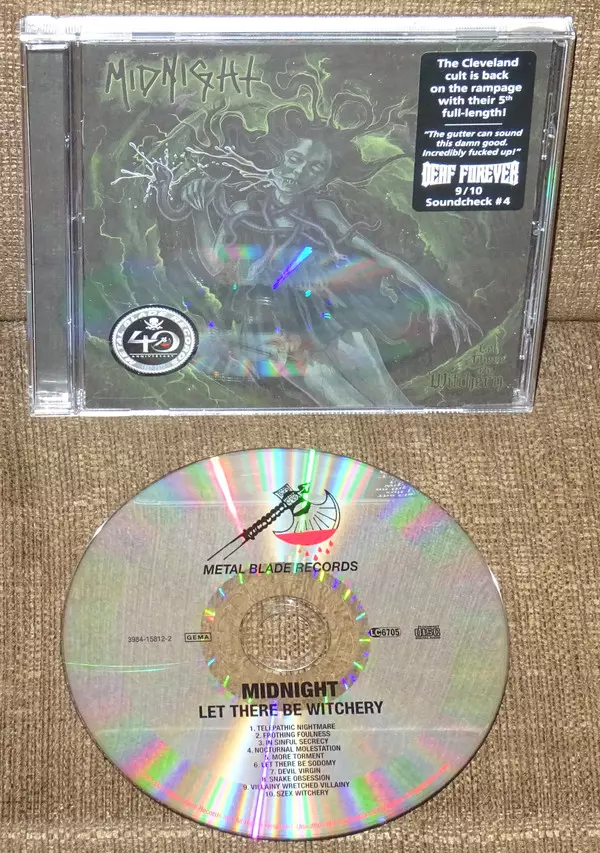 MIDNIGHT
The Cleveland
cult is back
on the rampage
with their 5th
full-length!
"The gutter can sound
this damn good.
Incredibly fucked up!"
DEAF FOREVER
9/10
Soundcheck #4
40
ANNIVERSARY
Witchery
METAL BLADE RECORDS
3984-15812-2
GEMA
LC6705
MIDNIGHT
LET THERE BE WITCHERY
1. TELEPATHIC NIGHTMARE
2. FROTHING FOULNESS
3. IN SINFUL SECRECY
4. NOCTURNAL MOLESTATION
5. MORE TORMENT
6. LET THERE BE SODOMY
7. DEVIL VIRGIN
8. SNAKE OBSESSION
9. VILLAINY WRETCHED VILLAINY
10. SZEX WITCHERY